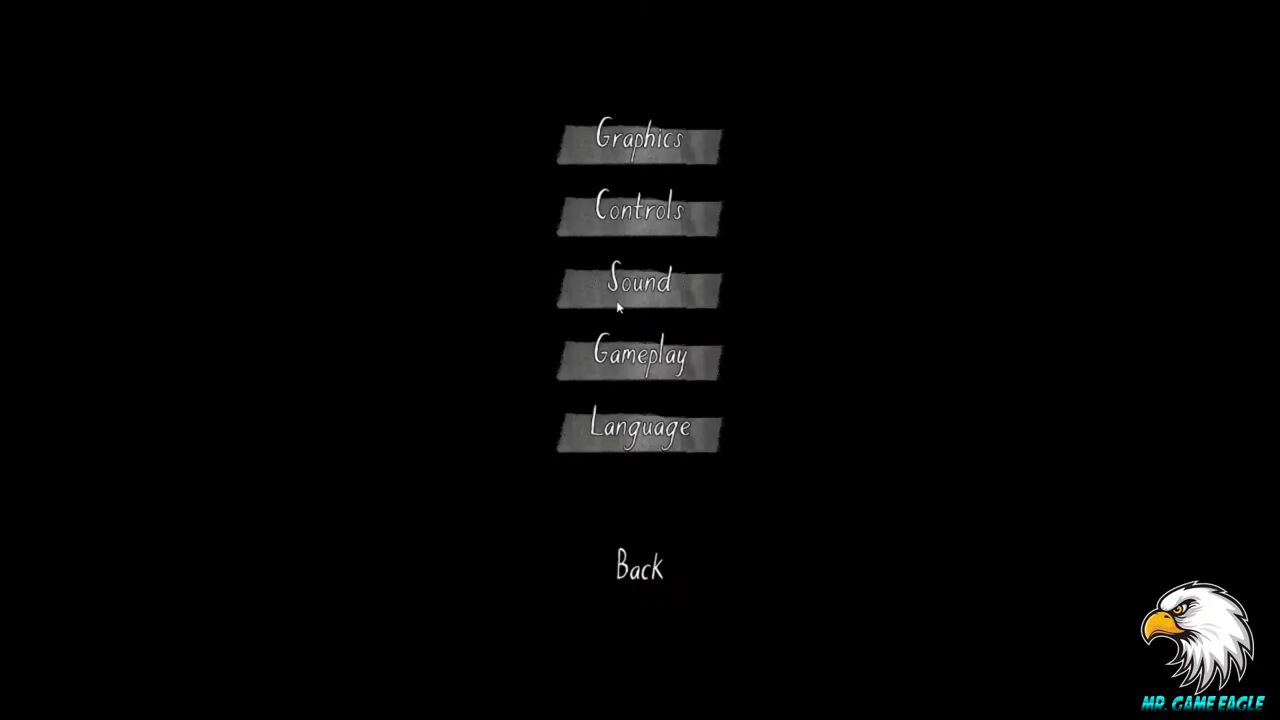 Graphics
Controls
Sound
Gameplay
Language
Back
MR. GAME EAGLE